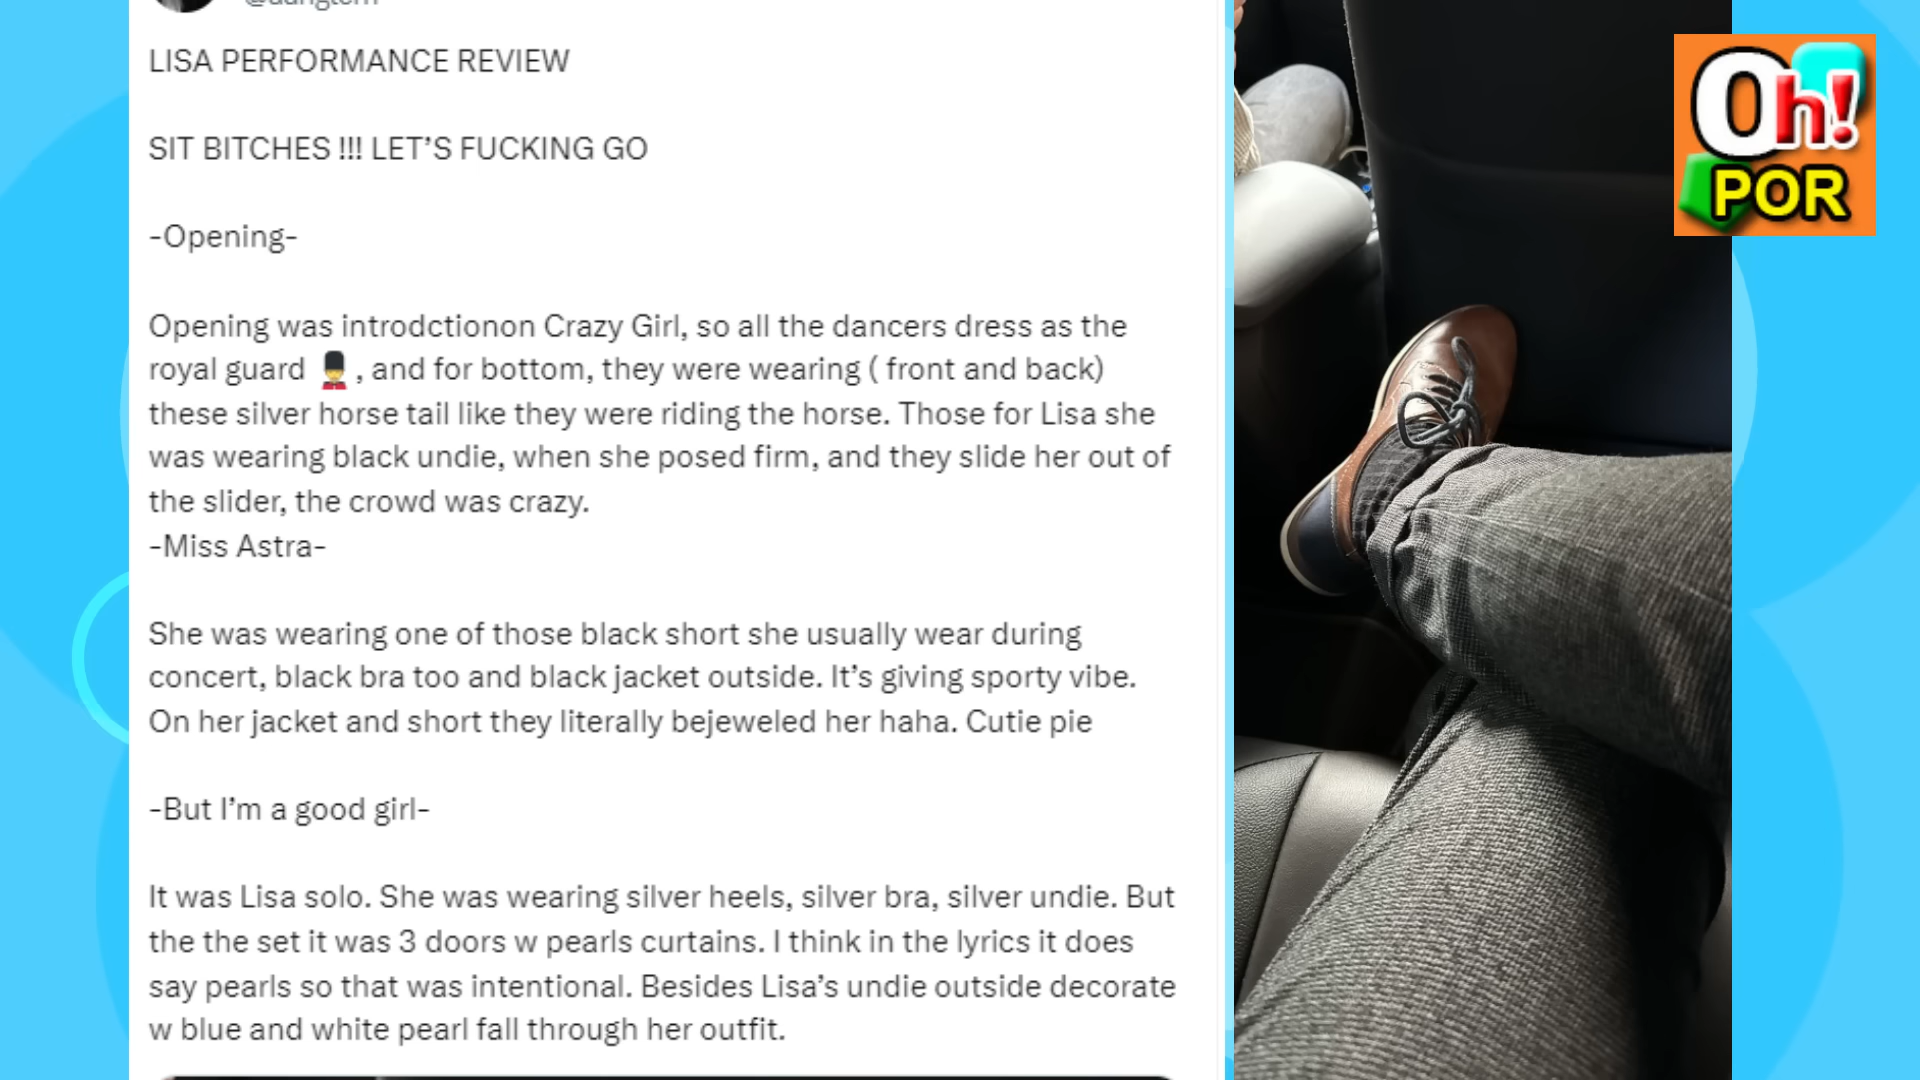 LISA PERFORMANCE REVIEW
SIT BITCHES !!! LET'S FUCKING GO
-Opening-
Opening was introdctionon Crazy Girl, so all the dancers dress as the
royal guard 💂, and for bottom, they were wearing ( front and back)
these silver horse tail like they were riding the horse. Those for Lisa she
was wearing black undie, when she posed firm, and they slide her out of
the slider, the crowd was crazy.
-Miss Astra-
She was wearing one of those black short she usually wear during
concert, black bra too and black jacket outside. It's giving sporty vibe.
On her jacket and short they literally bejeweled her haha. Cutie pie
-But I'm a good girl-
It was Lisa solo. She was wearing silver heels, silver bra, silver undie. But
the the set it was 3 doors w pearls curtains. I think in the lyrics it does
say pearls so that was intentional. Besides Lisa's undie outside decorate
w blue and white pearl fall through her outfit.
Oh!
POR